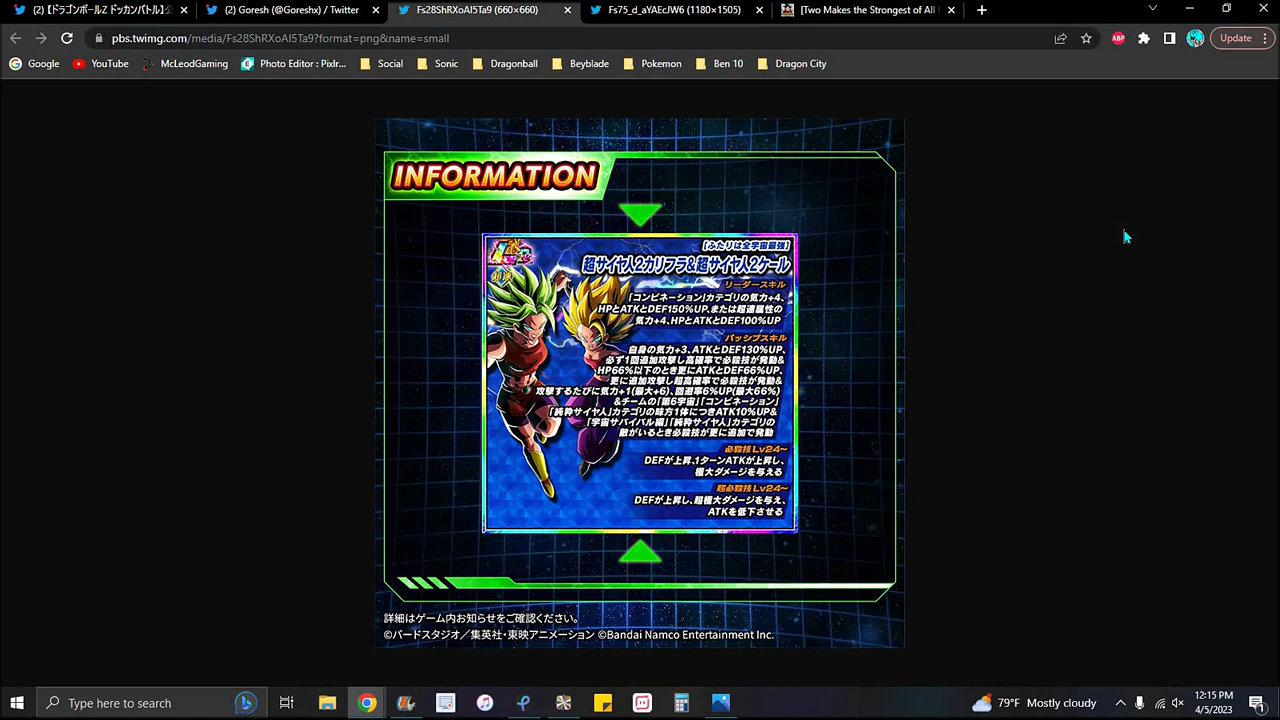 (2) 【ドラゴンボールZ ドッカンバトル】公
(2) Goresh (@Goreshx) / Twitter
Fs28ShRXoAI5Ta9 (660×660)
Fs75_d_aYAEcJW6 (1180×1505)
[Two Makes the Strongest of All
pbs.twimg.com/media/Fs28ShRXoAI5Ta9?format=png&name=small
ABP
Update
Google
YouTube
McLeodGaming
Photo Editor : Pixlr...
Social
Sonic
Dragonball
Beyblade
Pokemon
Ben 10
Dragon City
INFORMATION
[ふたりは全宇宙最強]
超サイヤ人2カリフラ&超サイヤ人2ケール
超速
リーダースキル
「コンビネーション」カテゴリの気力+4、
HPとATKとDEF150%UP、または超速属性の
気力+4、HPとATKとDEF100%UP
パッシブスキル
自身の気力+3、ATKとDEF130%UP、
必ず1回追加攻撃し高確率で必殺技が発動&
HP66%以下のとき更にATKとDEF66%UP、
更に追加攻撃し超高確率で必殺技が発動&
攻撃するたびに気力+1(最大+6)、回避率6%UP(最大66%)
&チームの「第6宇宙」「コンビネーション」
「純粋サイヤ人」カテゴリの味方1体につきATK10%UP&
「宇宙サバイバル編」「純粋サイヤ人」カテゴリの
敵がいるとき必殺技が更に追加で発動
必殺技Lv24~
DEFが上昇、1ターンATKが上昇し、
極大ダメージを与える
超必殺技Lv24~
DEFが上昇し、超極大ダメージを与え、
ATKを低下させる
詳細はゲーム内お知らせをご確認ください。
©バードスタジオ/集英社・東映アニメーション ©Bandai Namco Entertainment Inc.
Type here to search
79°F Mostly cloudy
12:15 PM
4/5/2023